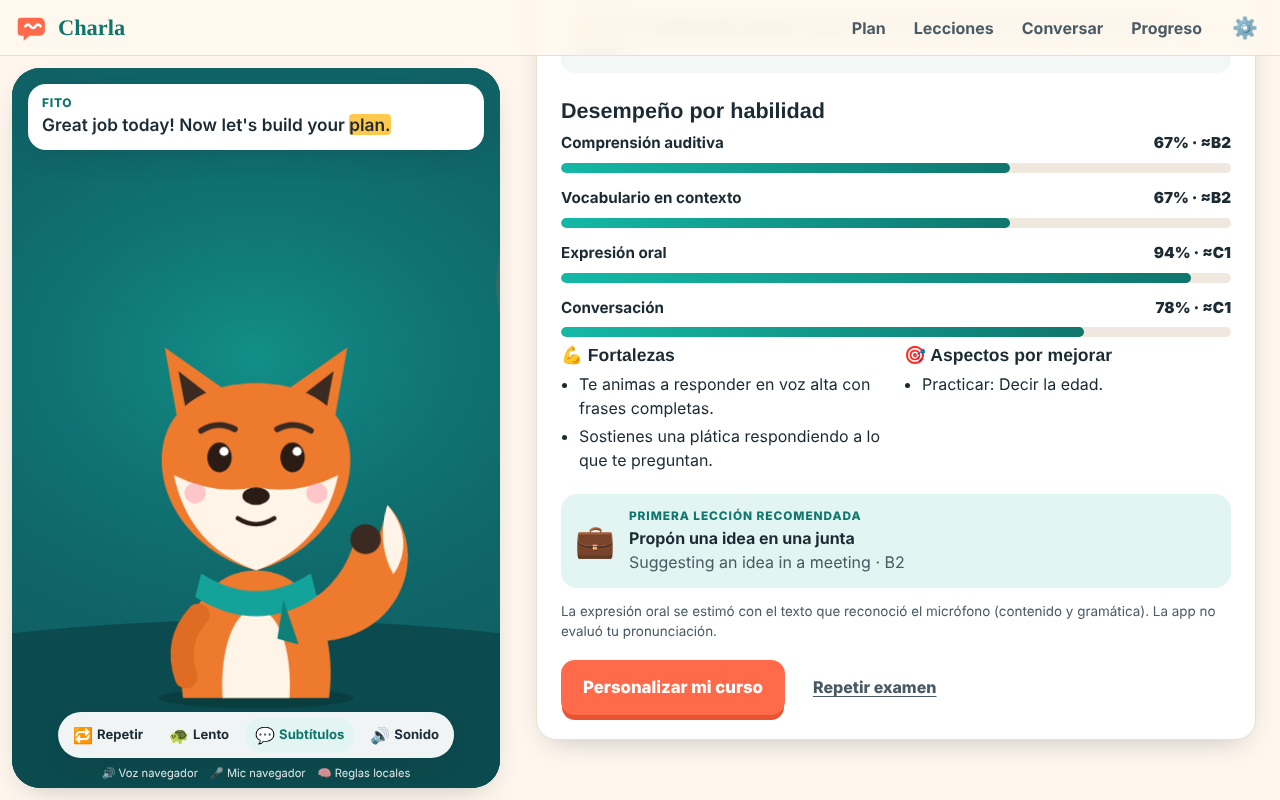 Charla
Plan
Lecciones
Conversar
Progreso
FITO
Great job today! Now let's build your plan.
🔁 Repetir
🐢 Lento
💬 Subtítulos
🔊 Sonido
🔊 Voz navegador
🎤 Mic navegador
🧠 Reglas locales
Desempeño por habilidad
Comprensión auditiva 67% · ≈B2
Vocabulario en contexto 67% · ≈B2
Expresión oral 94% · ≈C1
Conversación 78% · ≈C1
💪 Fortalezas
Te animas a responder en voz alta con
frases completas.
Sostienes una plática respondiendo a lo
que te preguntan.
🎯 Aspectos por mejorar
Practicar: Decir la edad.
PRIMERA LECCIÓN RECOMENDADA
Propón una idea en una junta
Suggesting an idea in a meeting · B2
La expresión oral se estimó con el texto que reconoció el micrófono (contenido y gramática). La app no
evaluó tu pronunciación.
Personalizar mi curso
Repetir examen